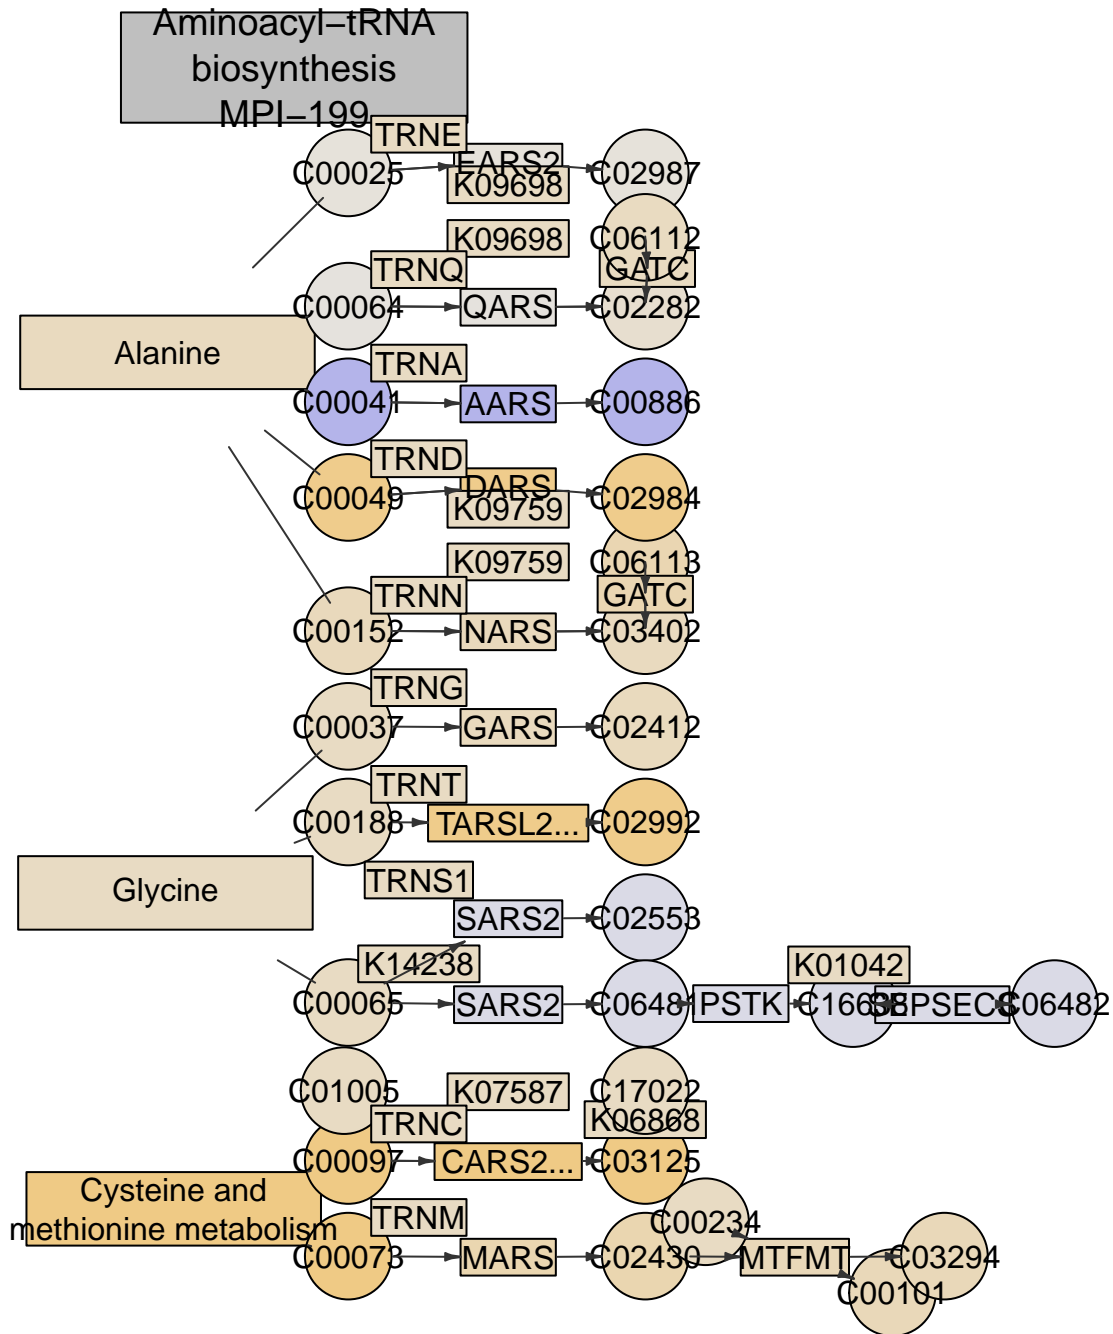 Aminoacyl−tRNA
biosynthesis
MPI−199
TRNE
C00025
EARS2
C02987
K09698
K09698
C06112
TRNQ
GATC
C00064
QARS
C02282
Alanine
TRNA
C00041
AARS
C00886
TRND
C00049
DARS
C02984
K09759
K09759
C06113
TRNN
GATC
C00152
NARS
C03402
TRNG
C00037
GARS
C02412
TRNT
C00188
TARSL2...
C02992
Glycine
TRNS1
SARS2
C02553
K14238
K01042
C00065
SARS2
C06481
PSTK
SEPSECS
C06482
C01005
K07587
C17022
TRNC
K06868
C00097
CARS2...
C03125
Cysteine and
methionine metabolism
TRNM
C00234
C00073
MARS
C02430
MTFMT
C03294
C00101